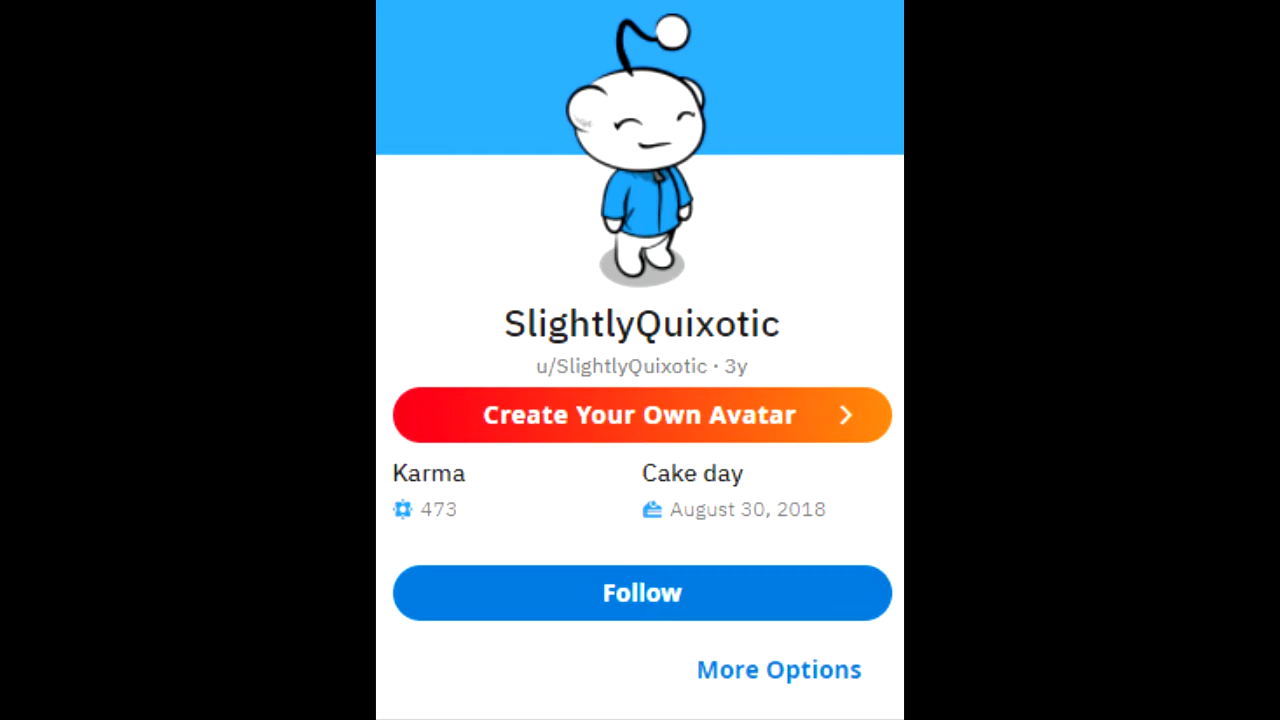 SlightlyQuixotic
u/SlightlyQuixotic · 3y
Create Your Own Avatar
Karma Cake day
473 August 30, 2018
Follow
More Options